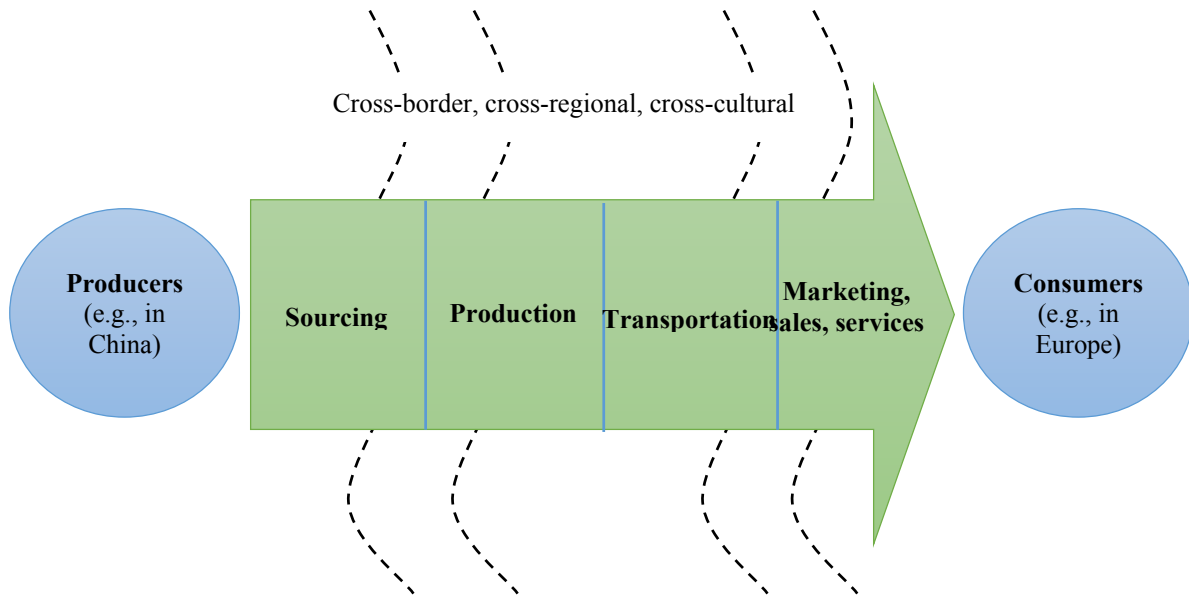 Cross-border, cross-regional, cross-cultural
Producers
(e.g., in
China)
Sourcing
Production
Transportation
Marketing,
sales, services
Consumers
(e.g., in
Europe)